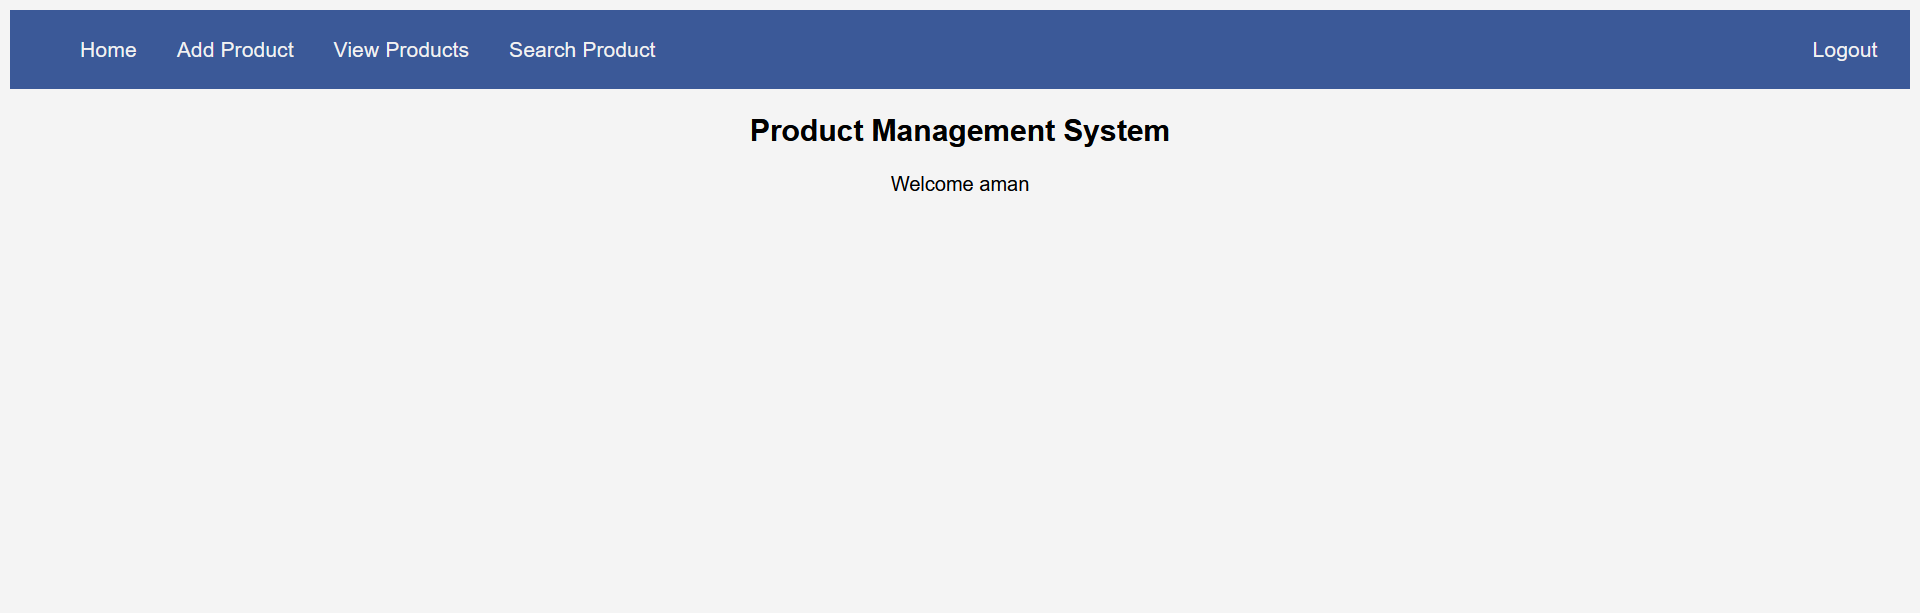 Home Add Product View Products Search Product Logout
Product Management System
Welcome aman